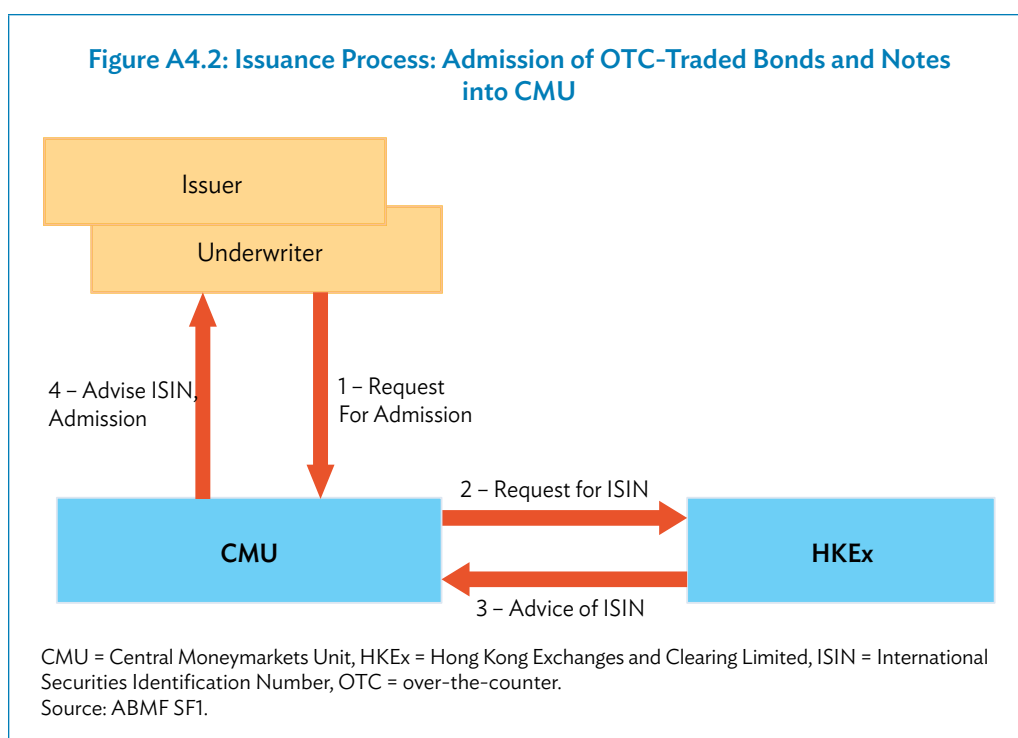 Figure A4.2: Issuance Process: Admission of OTC-Traded Bonds and Notes
into CMU
Issuer
Underwriter
4 – Advise ISIN,
Admission
1 – Request
For Admission
2 – Request for ISIN
CMU
HKEx
3 – Advice of ISIN
CMU = Central Moneymarkets Unit, HKEx = Hong Kong Exchanges and Clearing Limited, ISIN = International
Securities Identification Number, OTC = over-the-counter.
Source: ABMF SF1.